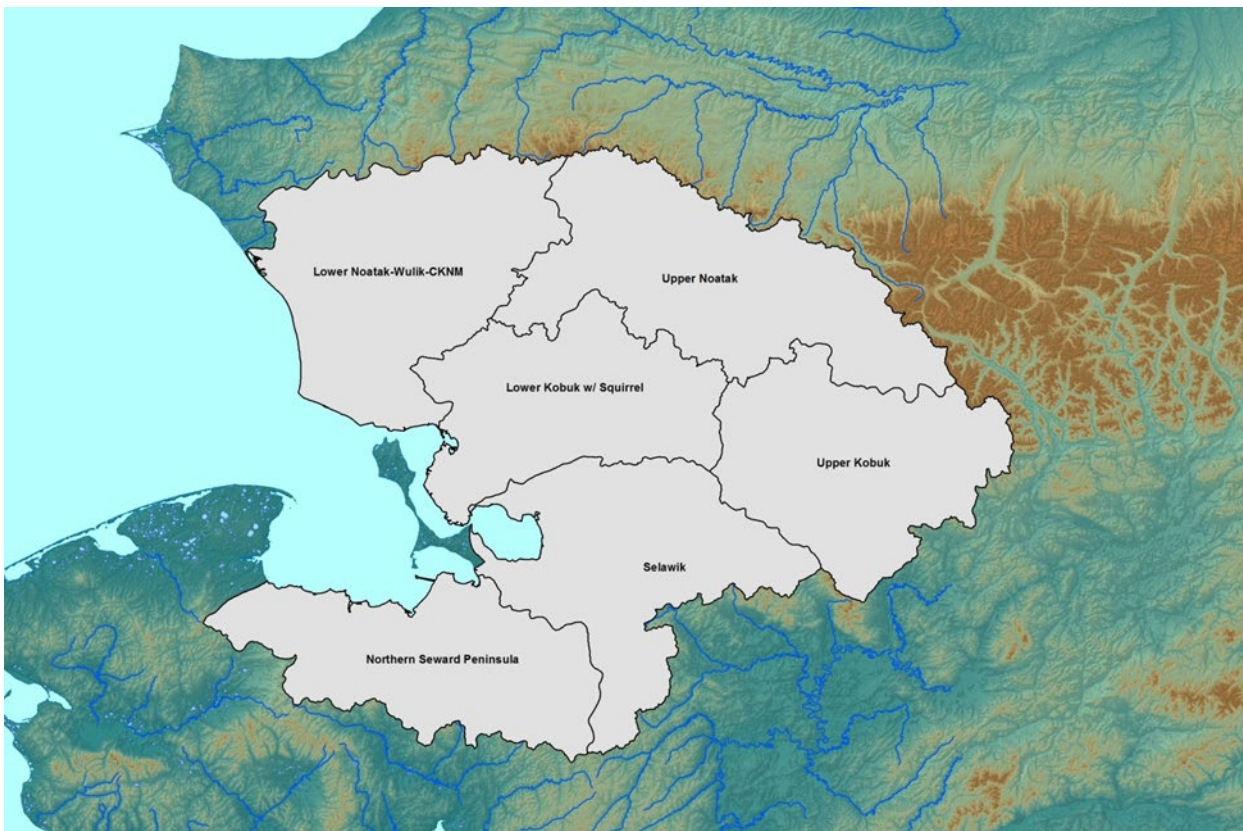 Lower Noatak-Wulik-CKNM
Upper Noatak
Lower Kobuk w/ Squirrel
Upper Kobuk
Selawik
Northern Seward Peninsula